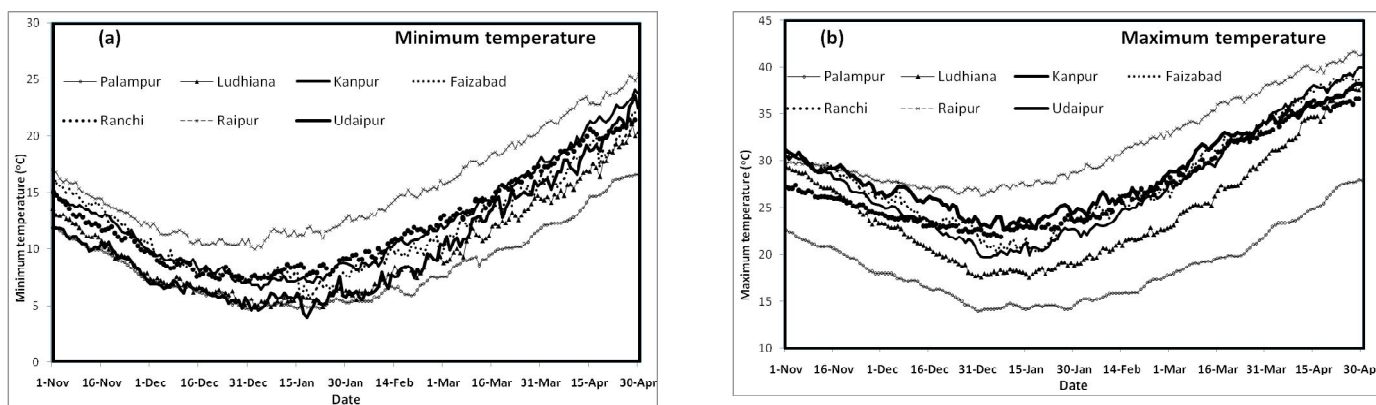 (a) Minimum temperature
Palampur Ludhiana Kanpur Faizabad
Ranchi Raipur Udaipur
Minimum temperature (°C)
30
25
20
15
10
5
0
1-Nov 16-Nov 1-Dec 16-Dec 31-Dec 15-Jan 30-Jan 14-Feb 1-Mar 16-Mar 31-Mar 15-Apr 30-Apr
Date
(b) Maximum temperature
Palampur Ludhiana Kanpur Faizabad
Ranchi Raipur Udaipur
Maximum temperature (°C)
45
40
35
30
25
20
15
10
1-Nov 16-Nov 1-Dec 16-Dec 31-Dec 15-Jan 30-Jan 14-Feb 1-Mar 16-Mar 31-Mar 15-Apr 30-Apr
Date